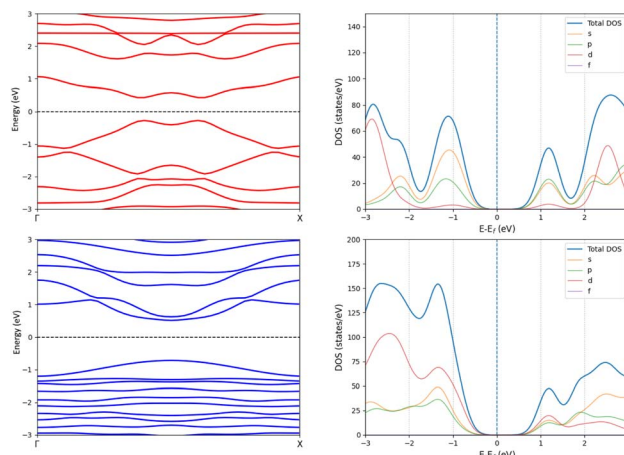 3
2
1
0
-1
-2
-3
Energy (eV)
Γ
X
140
120
100
80
60
40
20
0
DOS (states/eV)
Total DOS
s
p
d
f
−3
−2
−1
0
1
2
3
E-Ef (eV)
3
2
1
0
-1
-2
-3
Energy (eV)
Γ
X
200
175
150
125
100
75
50
25
0
DOS (states/eV)
Total DOS
s
p
d
f
−3
−2
−1
0
1
2
3